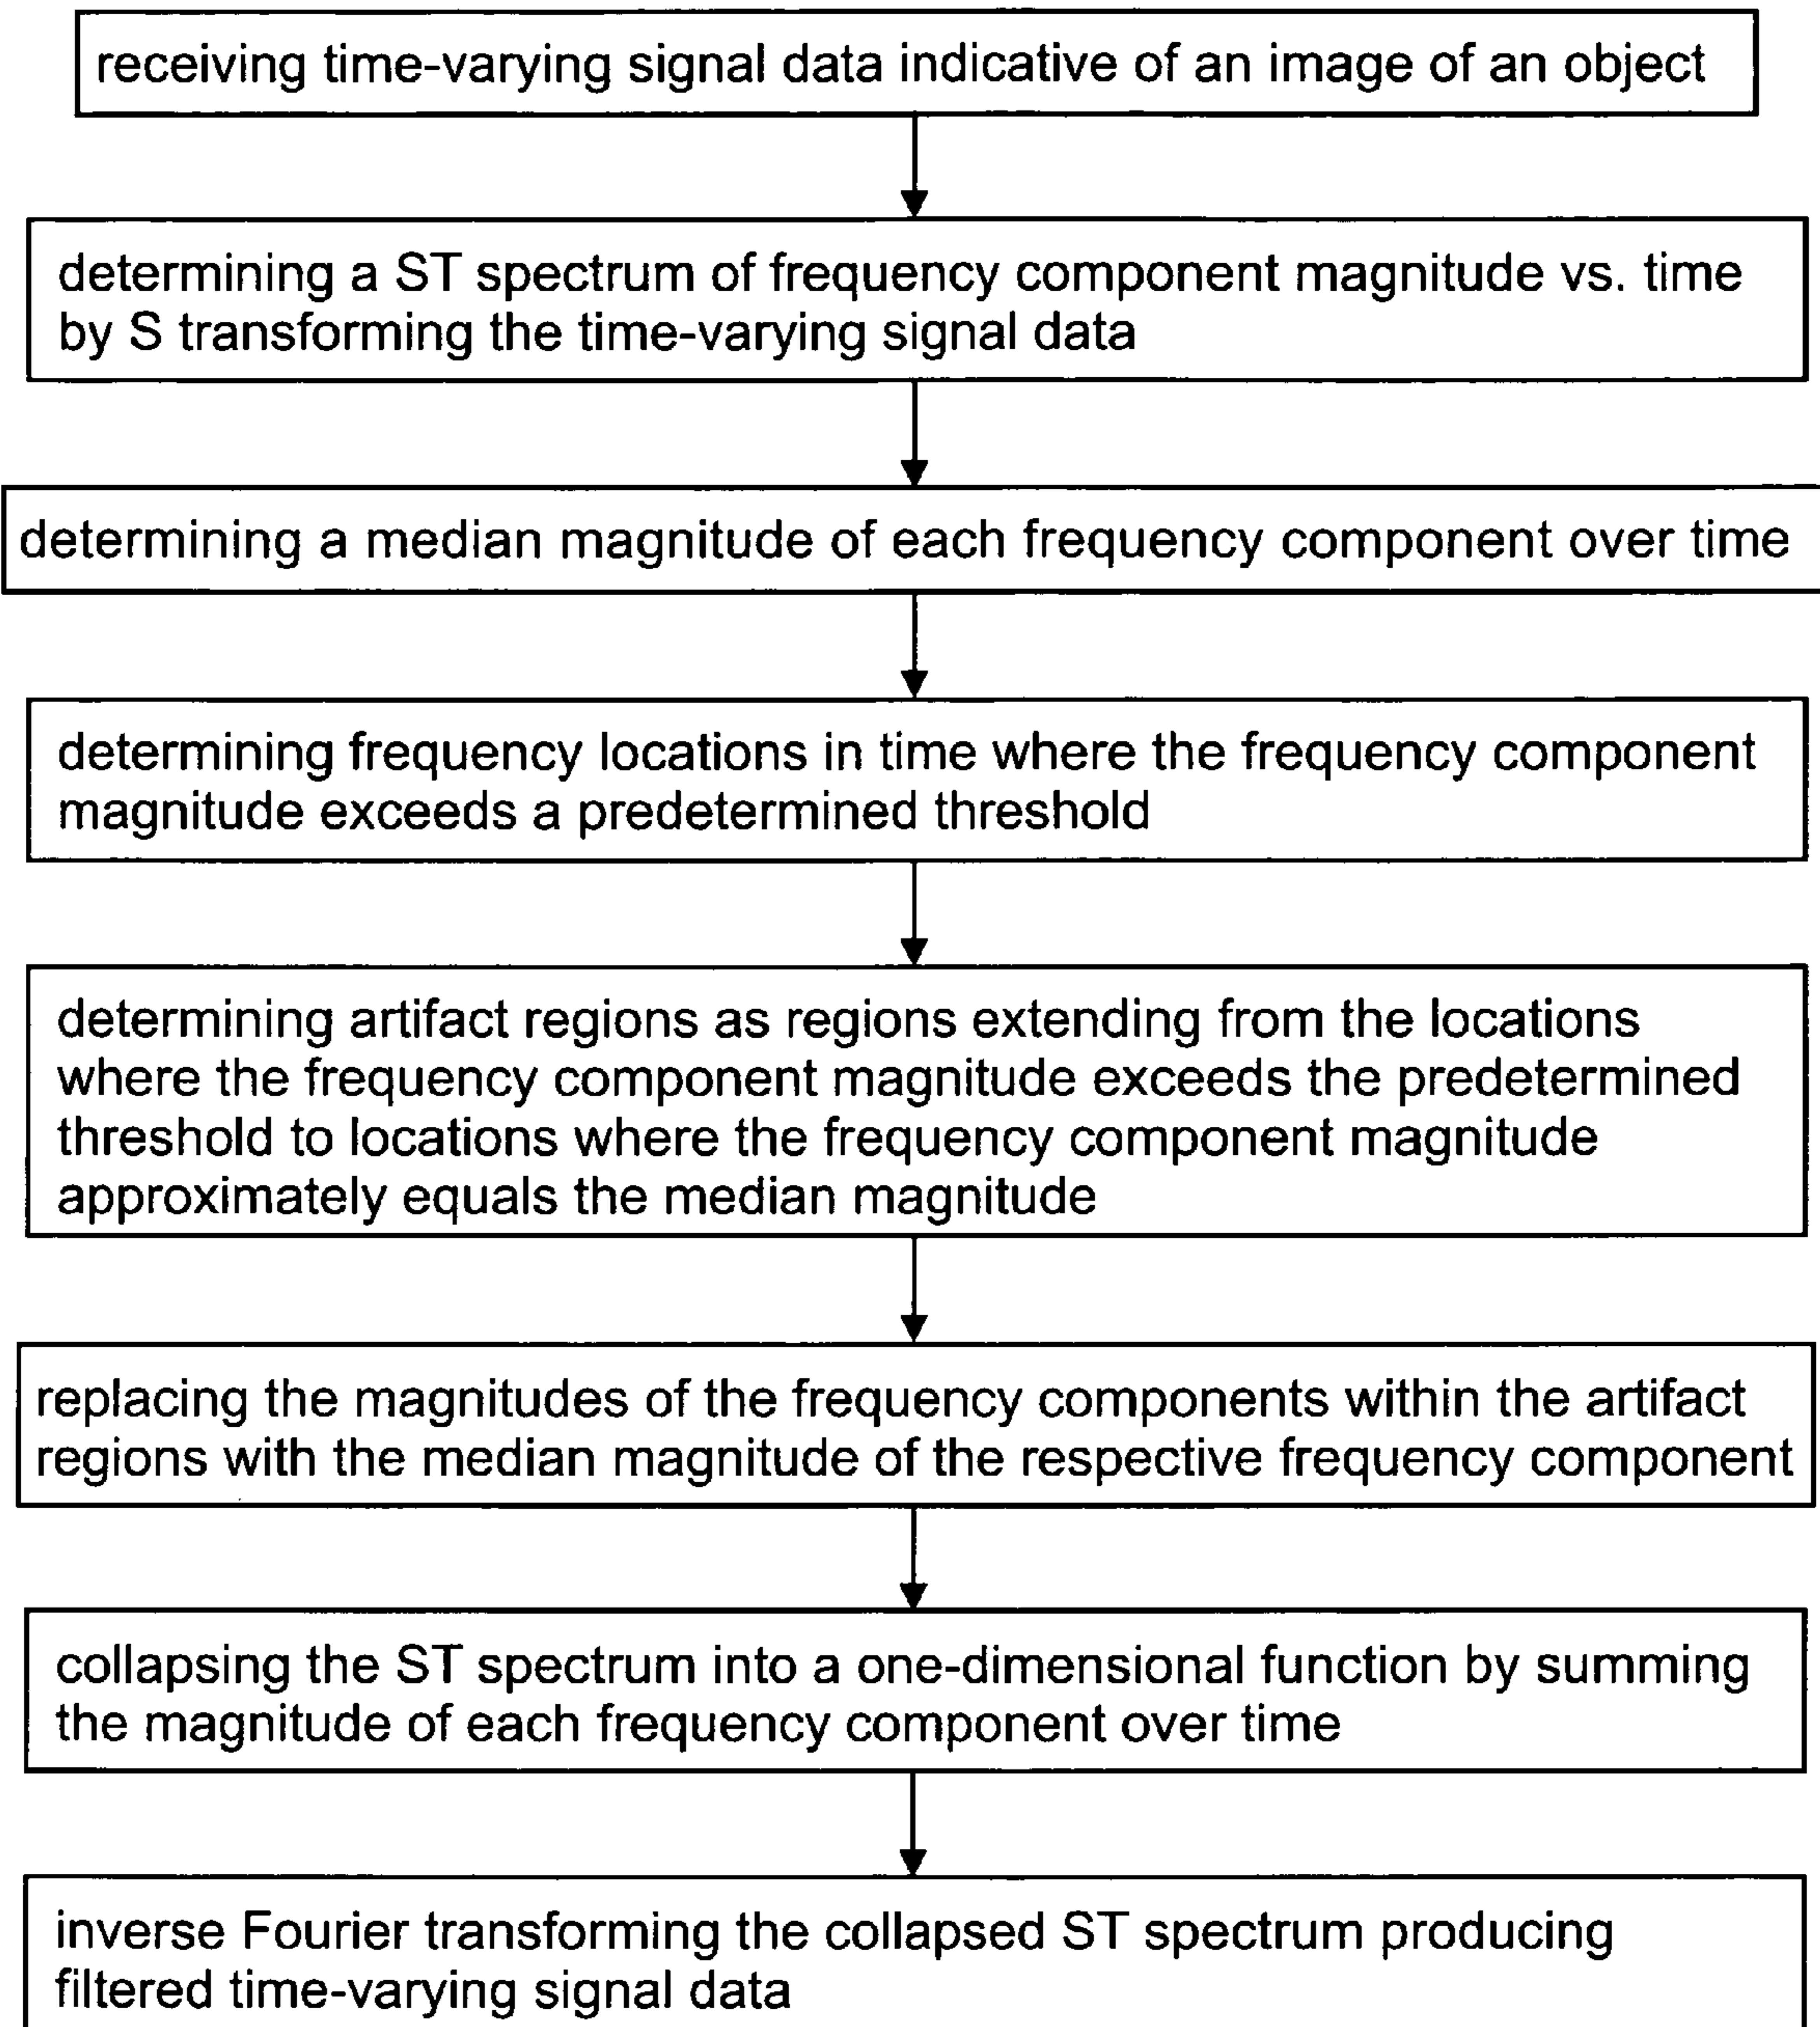 receiving time-varying signal data indicative of an image of an object
determining a ST spectrum of frequency component magnitude vs. time
by S transforming the time-varying signal data
determining a median magnitude of each frequency component over time
determining frequency locations in time where the frequency component
magnitude exceeds a predetermined threshold
determining artifact regions as regions extending from the locations
where the frequency component magnitude exceeds the predetermined
threshold to locations where the frequency component magnitude
approximately equals the median magnitude
replacing the magnitudes of the frequency components within the artifact
regions with the median magnitude of the respective frequency component
collapsing the ST spectrum into a one-dimensional function by summing
the magnitude of each frequency component over time
inverse Fourier transforming the collapsed ST spectrum producing
filtered time-varying signal data